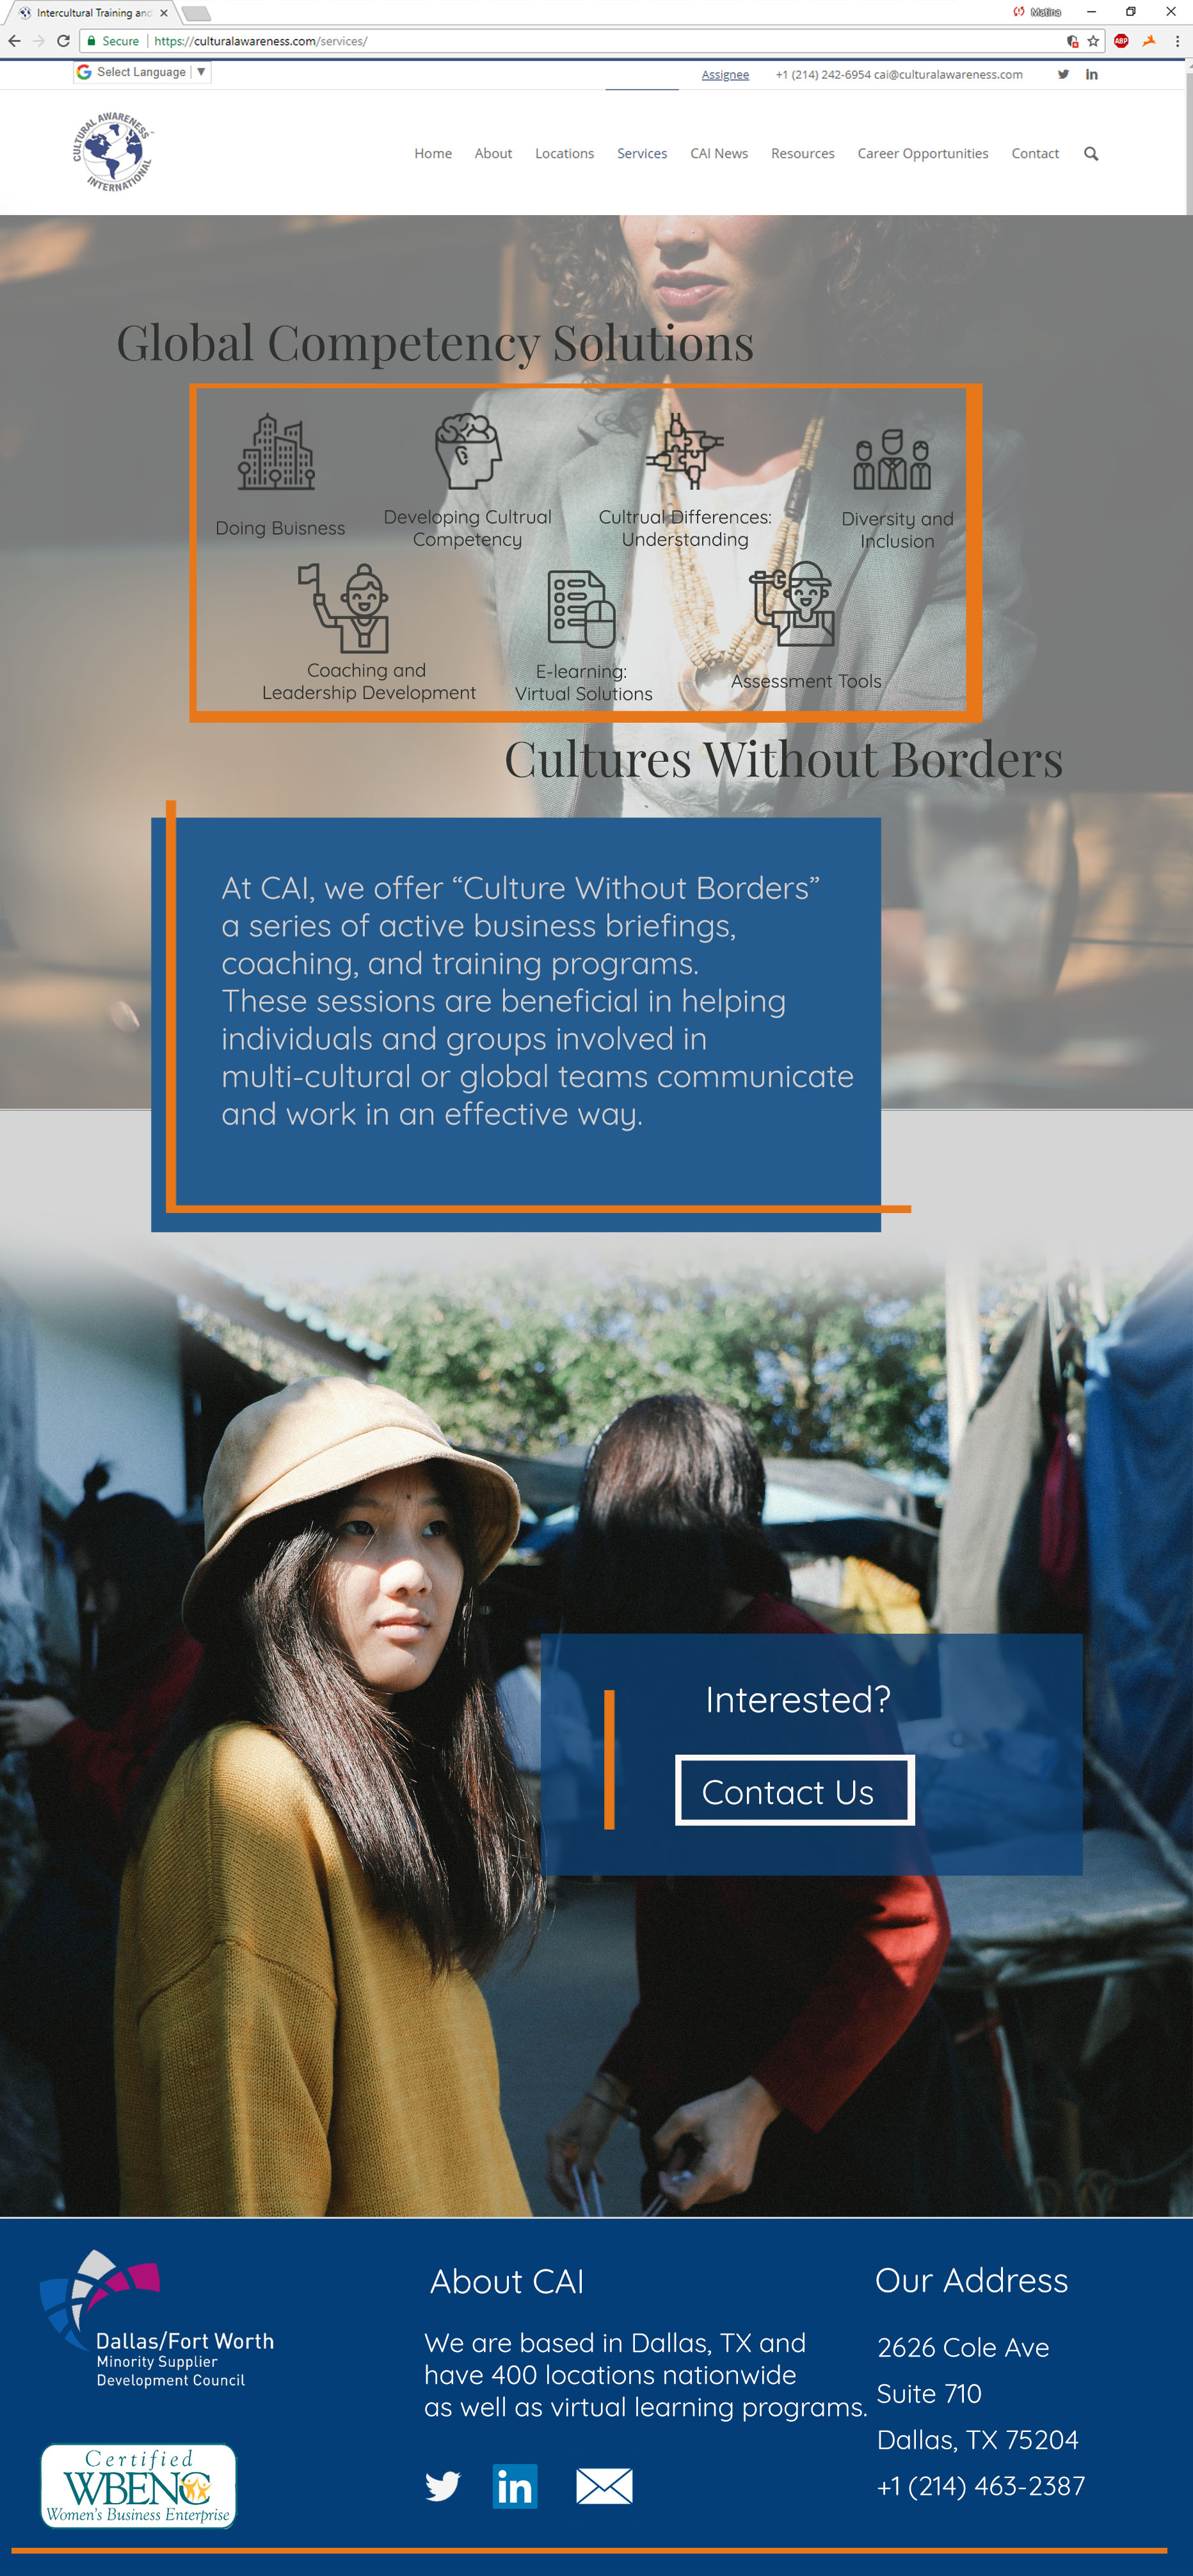 Intercultural Training and
Matina
Secure
https://culturalawareness.com/services/
ABP
Select Language
Assignee
+1 (214) 242-6954 cai@culturalawareness.com
CULTURAL AWARENESS INTERNATIONAL
Home About Locations Services CAI News Resources Career Opportunities Contact
Global Competency Solutions
Doing Buisness
Developing Cultrual
Competency
Cultrual Differences:
Understanding
Diversity and
Inclusion
Coaching and
Leadership Development
E-learning:
Virtual Solutions
Assessment Tools
Cultures Without Borders
At CAI, we offer “Culture Without Borders”
a series of active business briefings,
coaching, and training programs.
These sessions are beneficial in helping
individuals and groups involved in
multi-cultural or global teams communicate
and work in an effective way.
Interested?
Contact Us
Dallas/Fort Worth
Minority Supplier
Development Council
Certified
WBENC
Women's Business Enterprise
About CAI
We are based in Dallas, TX and
have 400 locations nationwide
as well as virtual learning programs.
in
Our Address
2626 Cole Ave
Suite 710
Dallas, TX 75204
+1 (214) 463-2387